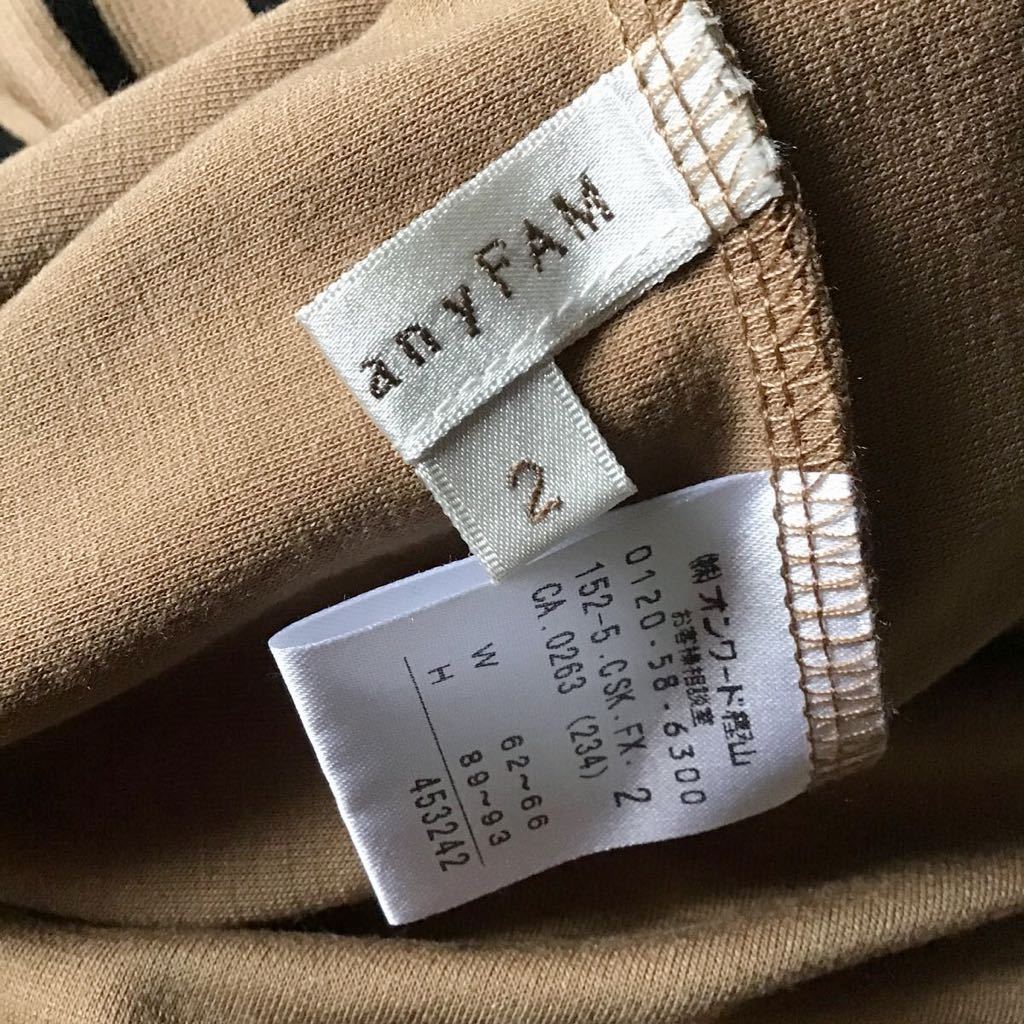 anyFAM
2
㈱オンワード樫山
お客様相談室
0120.58.6300
152-5.CSK.FX. 2
CA.0263 (234)
W 62~66
H 89~93
453242